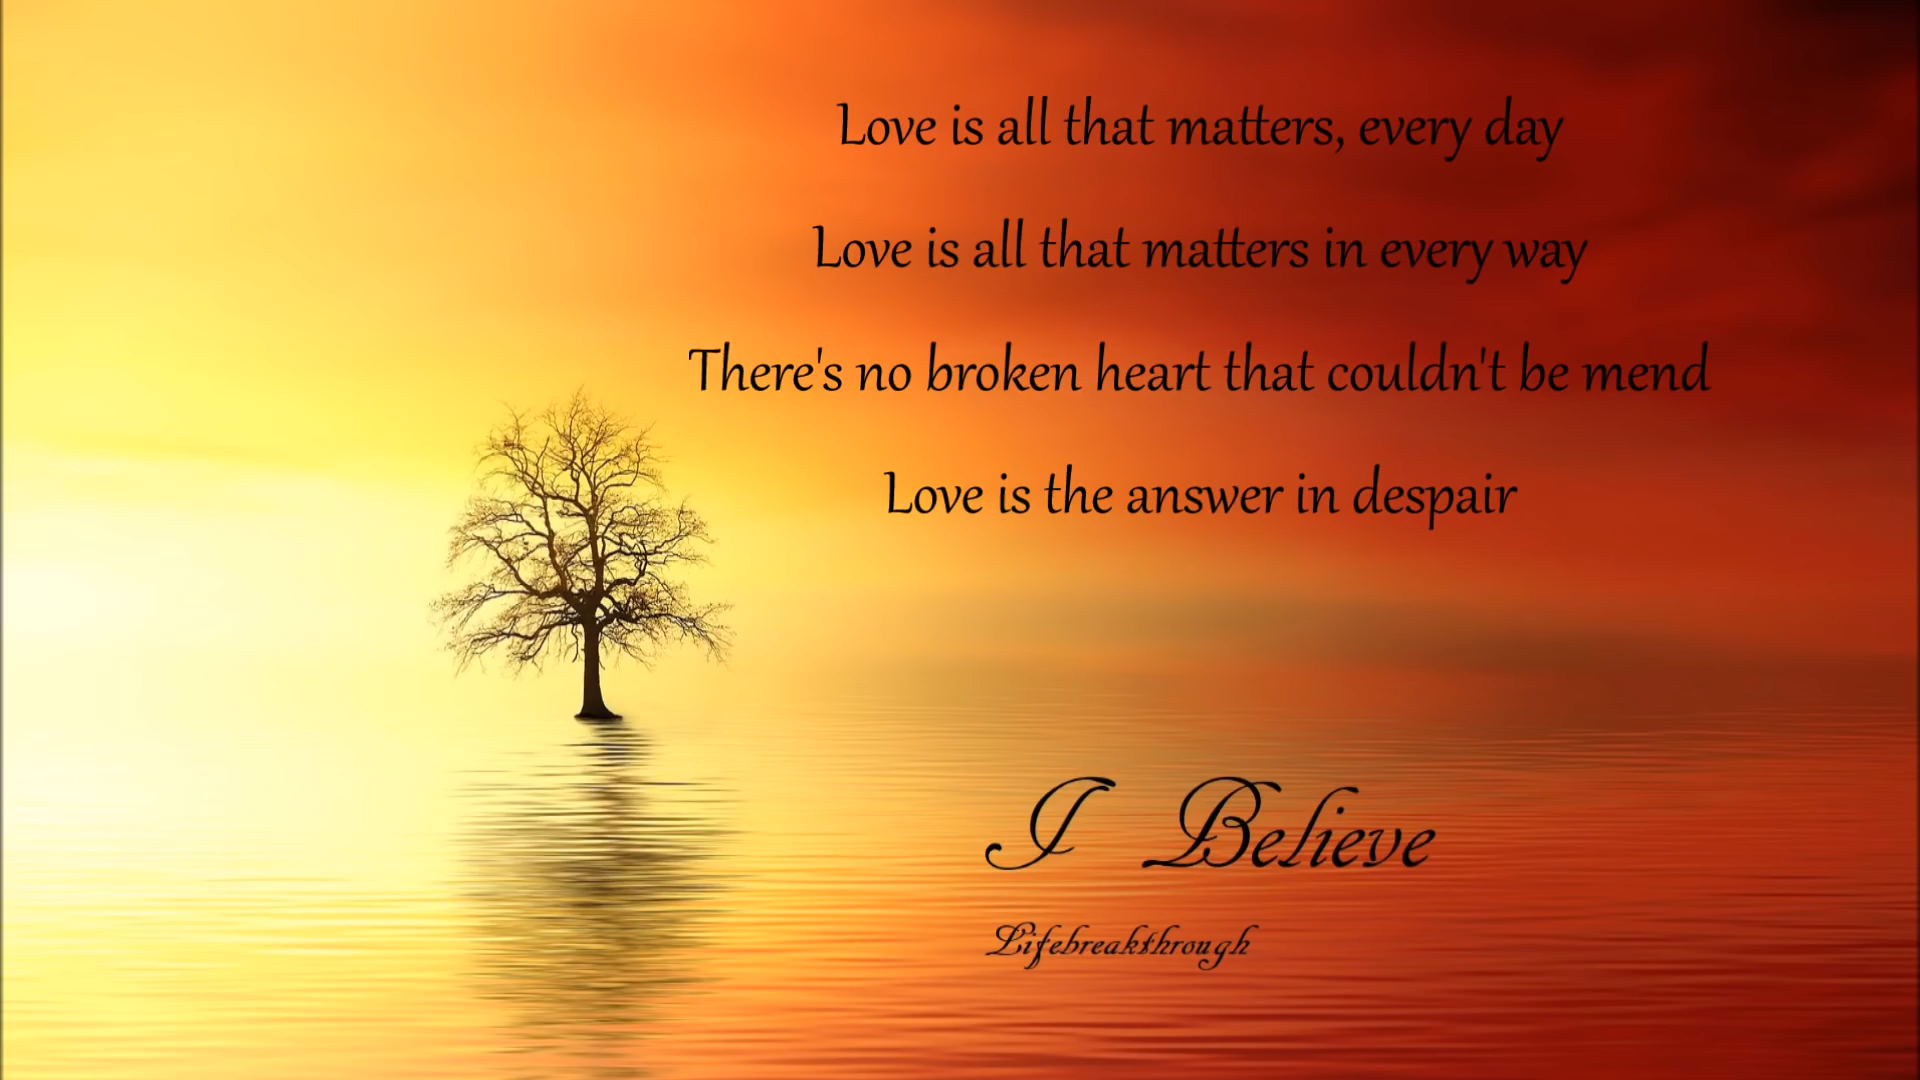 Love is all that matters, every day
Love is all that matters in every way
There's no broken heart that couldn't be mend
Love is the answer in despair
I Believe
Lifebreakthrough